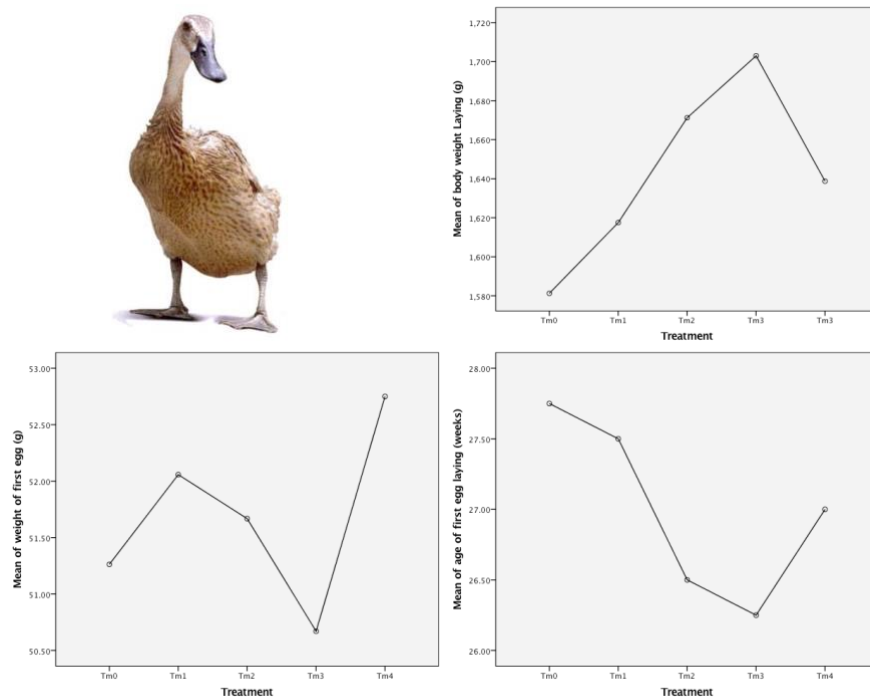 Mean of body weight Laying (g)
1,720
1,700
1,680
1,660
1,640
1,620
1,600
1,580
Tm0 Tm1 Tm2 Tm3 Tm3
Treatment
Mean of weight of first egg (g)
53.00
52.50
52.00
51.50
51.00
50.50
Tm0 Tm1 Tm2 Tm3 Tm4
Treatment
Mean of age of first egg laying (weeks)
28.00
27.50
27.00
26.50
26.00
Tm0 Tm1 Tm2 Tm3 Tm4
Treatment